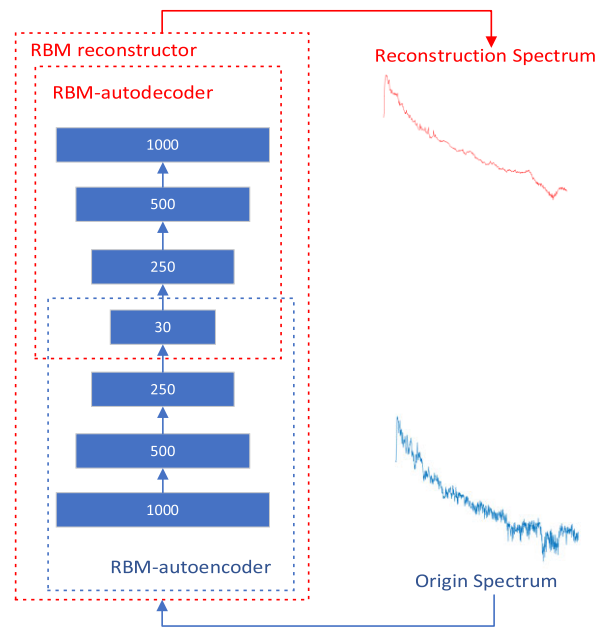 RBM reconstructor
Reconstruction Spectrum
RBM-autodecoder
1000
500
250
30
250
500
1000
RBM-autoencoder
Origin Spectrum